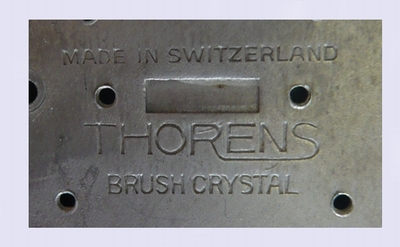 MADE IN SWITZERLAND
THORENS
BRUSH CRYSTAL